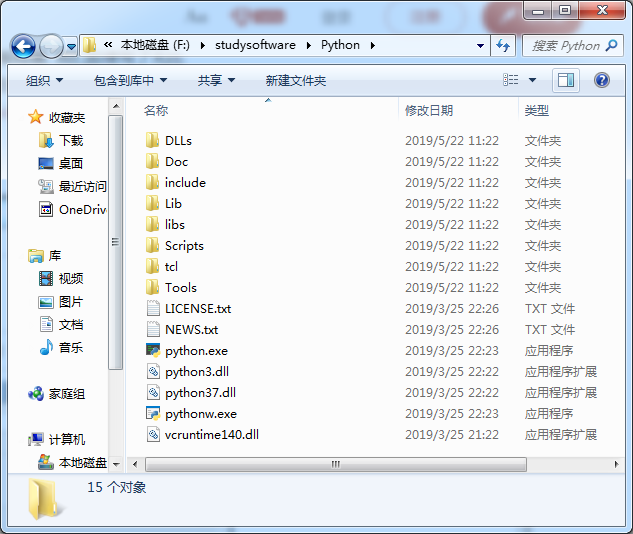 « 本地磁盘 (F:) ▸ studysoftware ▸ Python ▸
搜索 Python
组织 包含到库中 共享 新建文件夹
名称 修改日期 类型
收藏夹
下载
桌面
最近访问
OneDriv
库
视频
图片
文档
音乐
家庭组
计算机
本地磁盘
DLLs 2019/5/22 11:22 文件夹
Doc 2019/5/22 11:22 文件夹
include 2019/5/22 11:22 文件夹
Lib 2019/5/22 11:22 文件夹
libs 2019/5/22 11:22 文件夹
Scripts 2019/5/22 11:22 文件夹
tcl 2019/5/22 11:22 文件夹
Tools 2019/5/22 11:22 文件夹
LICENSE.txt 2019/3/25 22:26 TXT 文件
NEWS.txt 2019/3/25 22:26 TXT 文件
python.exe 2019/3/25 22:23 应用程序
python3.dll 2019/3/25 22:22 应用程序扩展
python37.dll 2019/3/25 22:22 应用程序扩展
pythonw.exe 2019/3/25 22:23 应用程序
vcruntime140.dll 2019/3/25 21:22 应用程序扩展
15 个对象